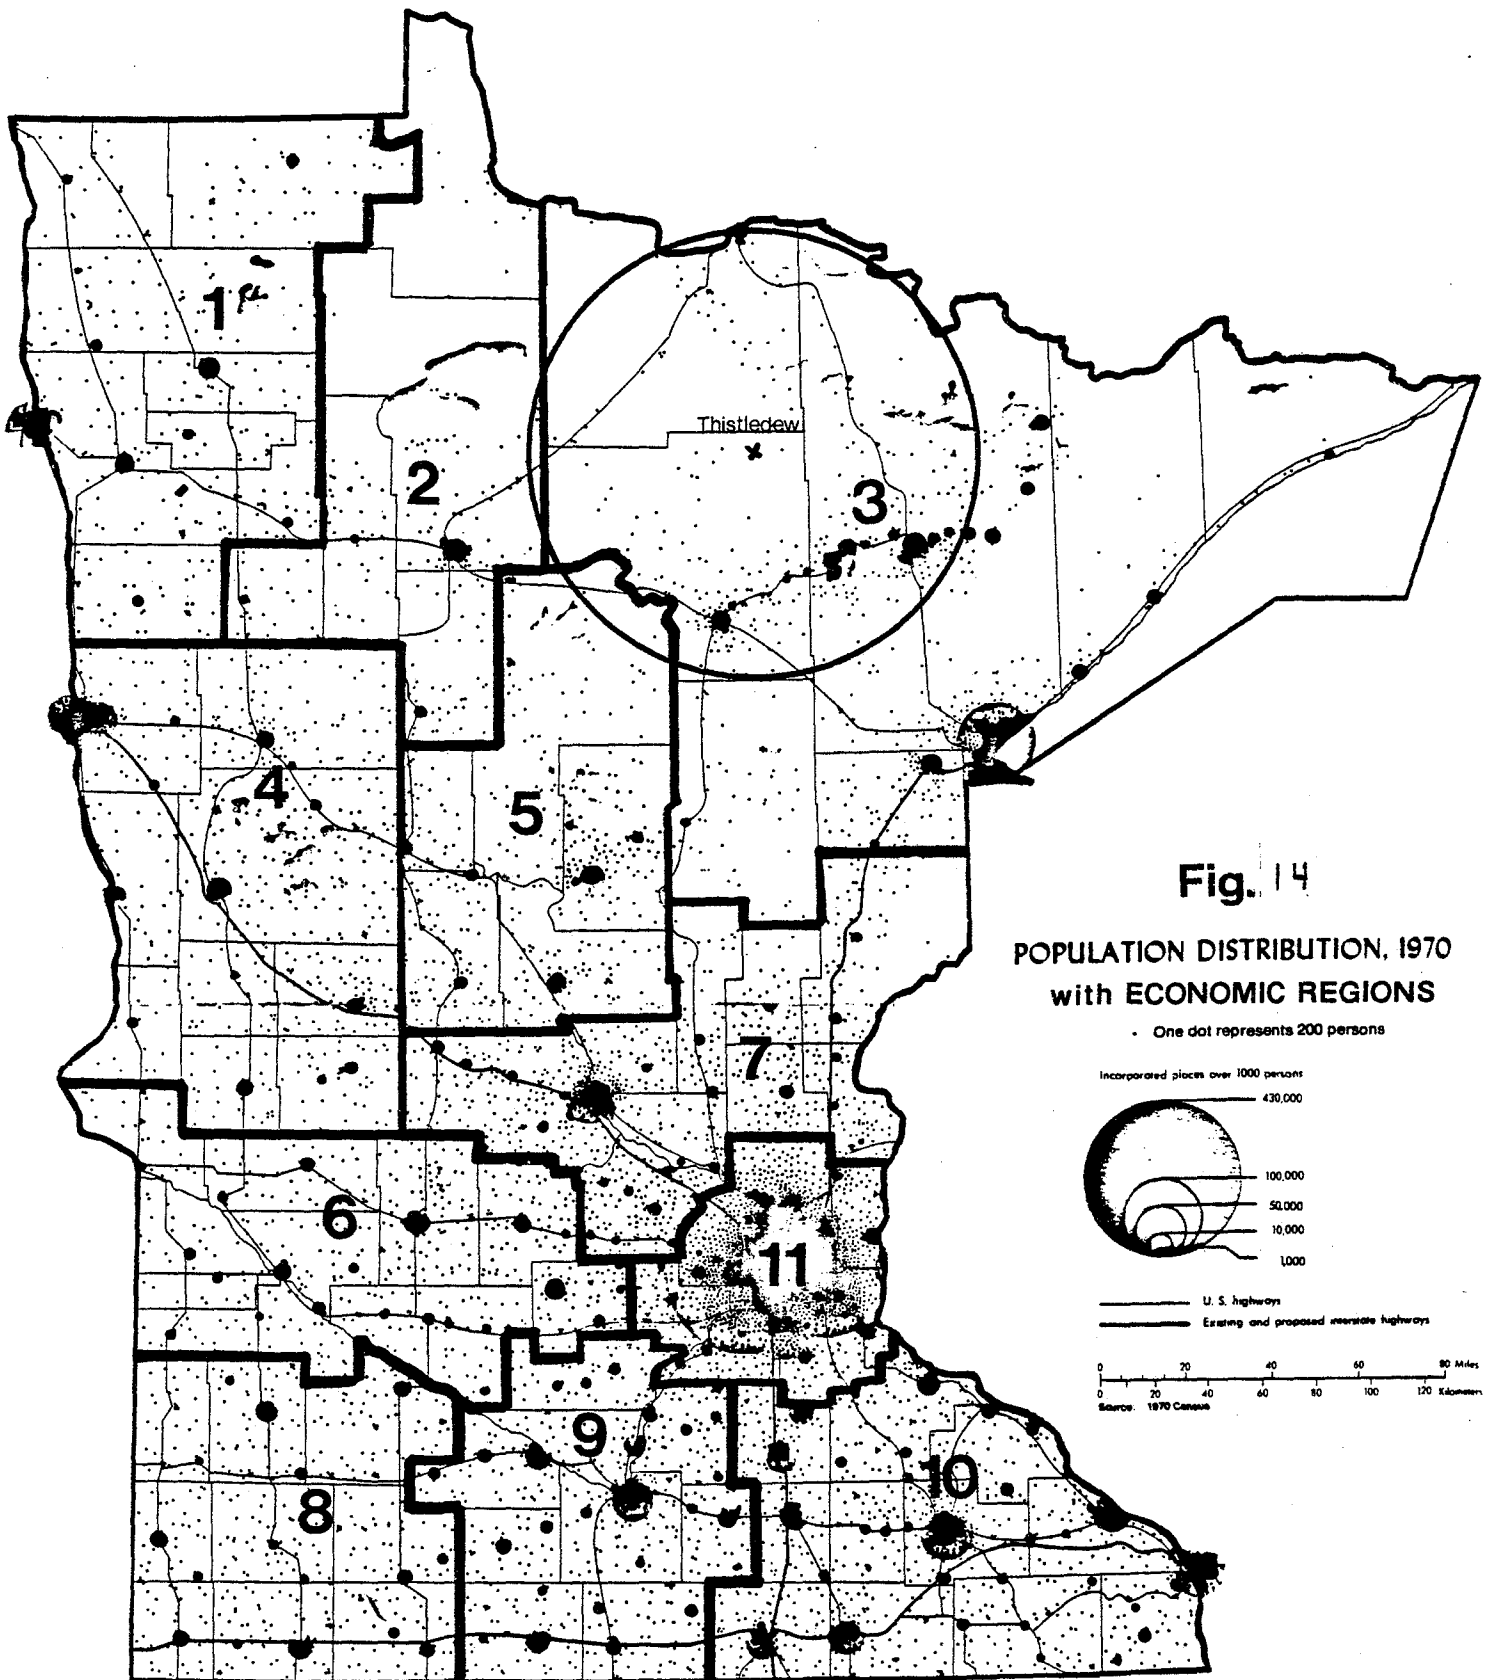 1
Thistledew
2
3
4
5
Fig. 14
POPULATION DISTRIBUTION, 1970
with ECONOMIC REGIONS
• One dot represents 200 persons
7
Incorporated places over 1000 persons
430,000
100,000
50,000
10,000
1,000
6
11
U. S. highways
Existing and proposed interstate highways
0 20 40 60 80 Miles
0 20 40 60 80 100 120 Kilometers
Source: 1970 Census
9
10
8